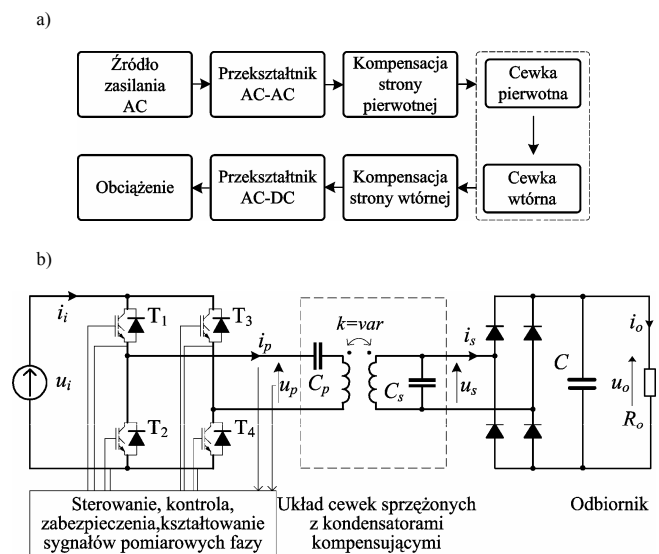 a)
Źródło
zasilania
AC
Przekształtnik
AC-AC
Kompensacja
strony
pierwotnej
Cewka
pierwotna
Obciążenie
Przekształtnik
AC-DC
Kompensacja
strony wtórnej
Cewka
wtórna
b)
i_i
T_1
T_3
i_p
k=var
i_s
i_o
u_i
u_p
C_p
C_s
u_s
C
u_o
R_o
T_2
T_4
Sterowanie, kontrola,
zabezpieczenia,kształtowanie
sygnałów pomiarowych fazy
Układ cewek sprzężonych
z kondensatorami
kompensującymi
Odbiornik